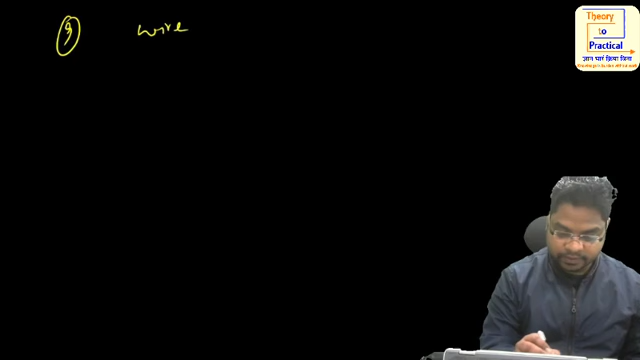 9 wire
Theory
to
Practical
ज्ञान भारं क्रिया विना